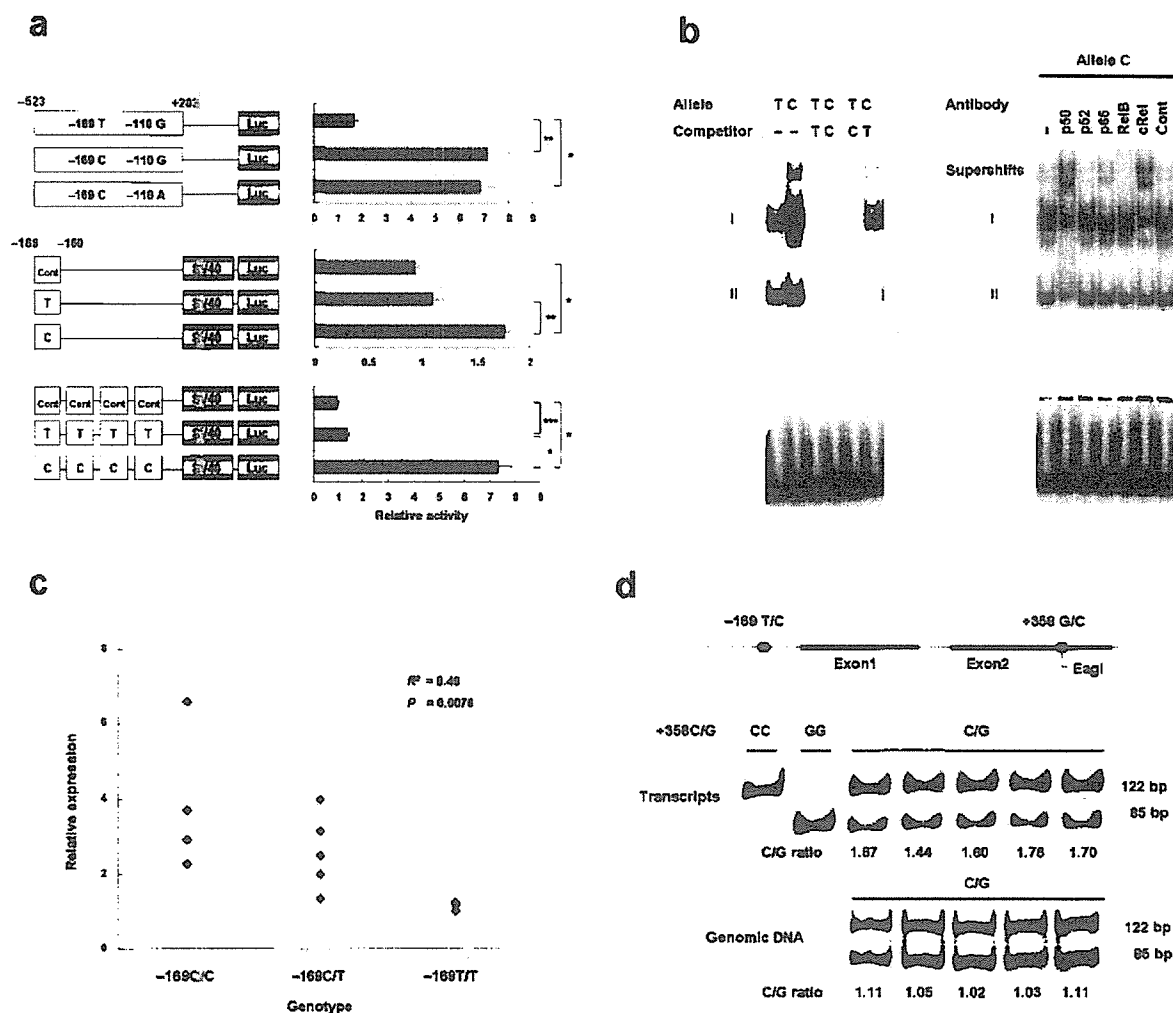 a
−523 +203
−169 T −110 G Luc
−169 C −110 G Luc
−169 C −110 A Luc
** *
0 1 2 3 4 5 6 7 8 9
−169 −160
Cont SV40 Luc
T SV40 Luc
C SV40 Luc
** *
0 0.5 1 1.5 2
Cont Cont Cont Cont SV40 Luc
T T T T SV40 Luc
C C C C SV40 Luc
*** * *
0 1 2 3 4 5 6 7 8 9
Relative activity
b
Allele T C T C T C
Competitor - - T C C T
I
II
Allele C
Antibody − p50 p52 p65 RelB cRel Cont
Supershifts
I
II
c
8
6
4
2
0
Relative expression
R² = 0.49
P = 0.0076
−169C/C −169C/T −169T/T
Genotype
d
−169 T/C +358 G/C
Exon1 Exon2 EagI
+358C/G CC GG C/G
Transcripts
122 bp
85 bp
C/G ratio 1.67 1.44 1.60 1.76 1.70
C/G
Genomic DNA
122 bp
85 bp
C/G ratio 1.11 1.05 1.02 1.03 1.11